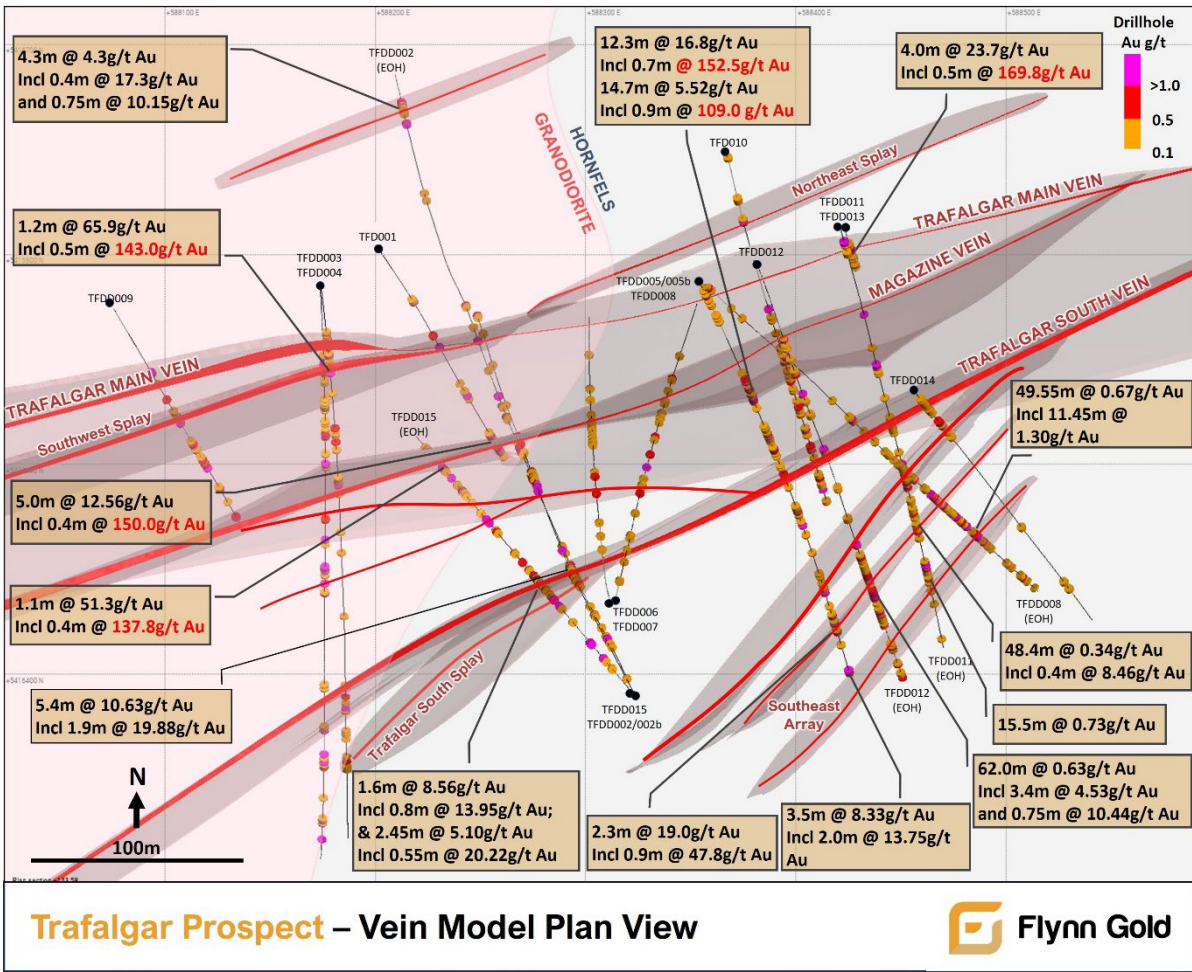 +588100
+588200
+588300
+588400
+588500
4.3m @ 4.3g/t Au
Incl 0.4m @ 17.3g/t Au
and 0.75m @ 10.15g/t Au
TFDD002
(EOH)
12.3m @ 16.8g/t Au
Incl 0.7m @ 152.5g/t Au
14.7m @ 5.52g/t Au
Incl 0.9m @ 109.0 g/t Au
4.0m @ 23.7g/t Au
Incl 0.5m @ 169.8g/t Au
Drillhole
Au g/t
>1.0
0.5
0.1
HORNFELS
GRANODIORITE
TFD010
Northeast Splay
TRAFALGAR MAIN VEIN
1.2m @ 65.9g/t Au
Incl 0.5m @ 143.0g/t Au
TFD001
TFDD011
TFDD013
TFDD012
MAGAZINE VEIN
TFDD003
TFDD004
TFDD005/005b
TFDD008
TFDD009
TRAFALGAR SOUTH VEIN
TRAFALGAR MAIN VEIN
Southwest Splay
TFDD015
(EOH)
TFDD014
49.55m @ 0.67g/t Au
Incl 11.45m @
1.30g/t Au
5.0m @ 12.56g/t Au
Incl 0.4m @ 150.0g/t Au
1.1m @ 51.3g/t Au
Incl 0.4m @ 137.8g/t Au
TFDD006
TFDD007
TFDD008
(EOH)
48.4m @ 0.34g/t Au
Incl 0.4m @ 8.46g/t Au
TFDD011
(EOH)
TFDD012
(EOH)
5416400 N
5.4m @ 10.63g/t Au
Incl 1.9m @ 19.88g/t Au
Trafalgar South Splay
TFDD015
TFDD002/002b
Southeast
Array
15.5m @ 0.73g/t Au
N
100m
1.6m @ 8.56g/t Au
Incl 0.8m @ 13.95g/t Au;
& 2.45m @ 5.10g/t Au
Incl 0.55m @ 20.22g/t Au
2.3m @ 19.0g/t Au
Incl 0.9m @ 47.8g/t Au
3.5m @ 8.33g/t Au
Incl 2.0m @ 13.75g/t
Au
62.0m @ 0.63g/t Au
Incl 3.4m @ 4.53g/t Au
and 0.75m @ 10.44g/t Au
Trafalgar Prospect – Vein Model Plan View
Flynn Gold